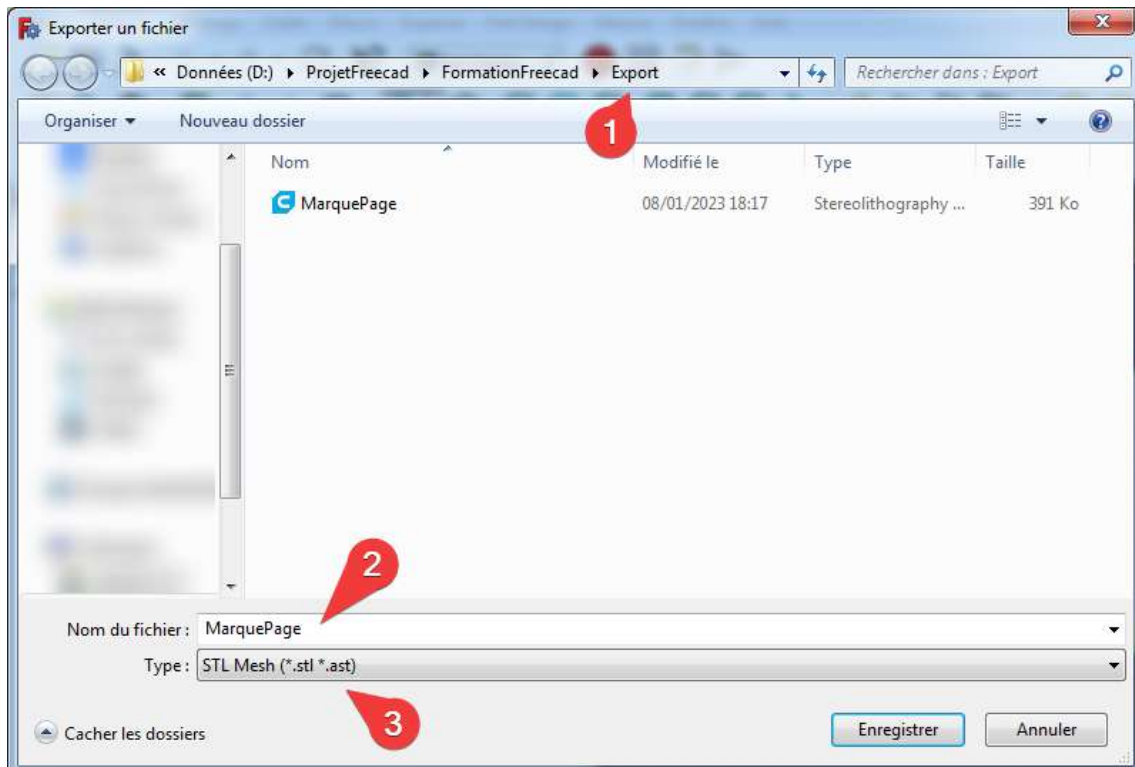 Exporter un fichier
« Données (D:) ▸ ProjetFreecad ▸ FormationFreecad ▸ Export
Rechercher dans : Export
Organiser ▾ Nouveau dossier
1
Nom Modifié le Type Taille
MarquePage 08/01/2023 18:17 Stereolithography ... 391 Ko
2
Nom du fichier : MarquePage
Type : STL Mesh (*.stl *.ast)
3
Cacher les dossiers Enregistrer Annuler